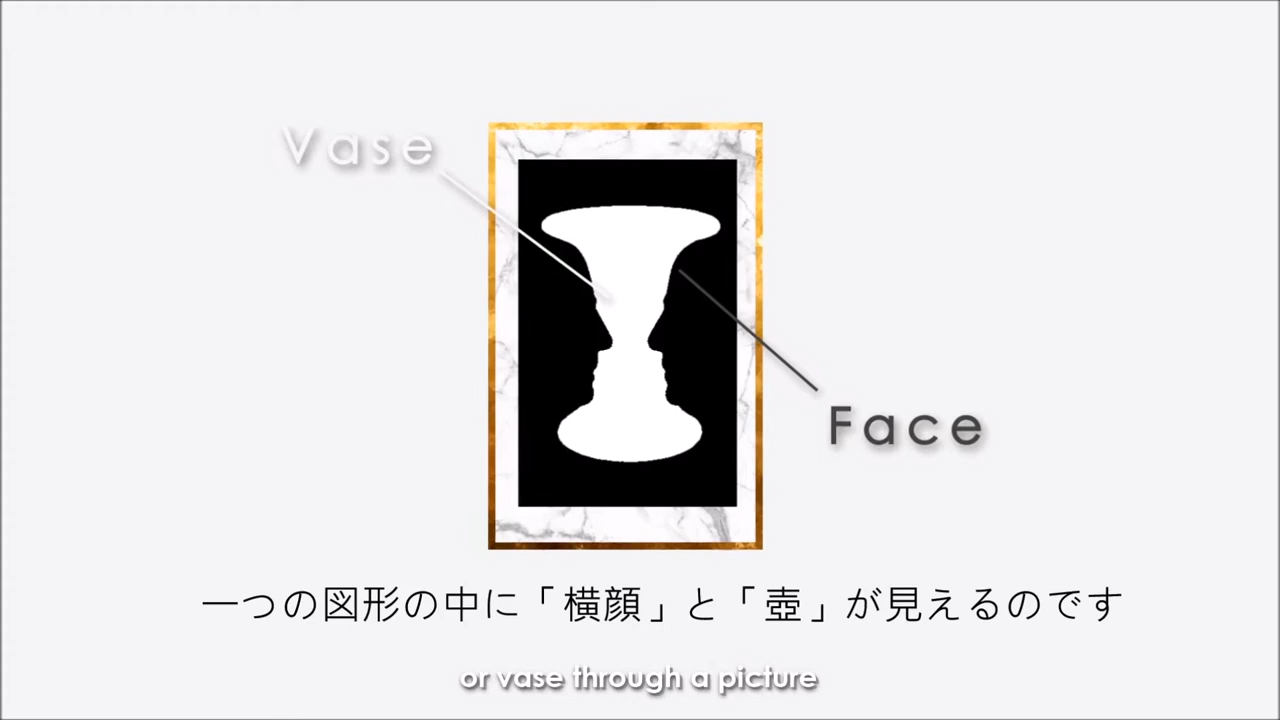 Vase
Face
一つの図形の中に「横顔」と「壺」が見えるのです
or vase through a picture